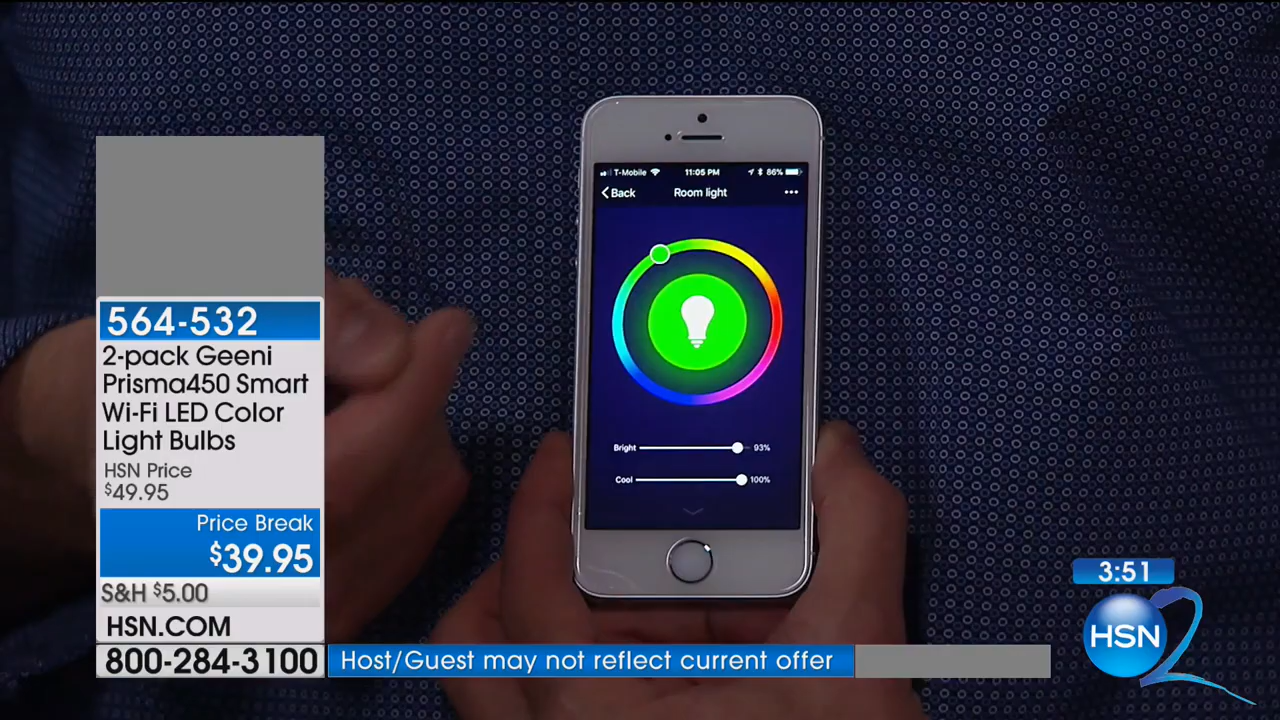 T-Mobile 11:05 PM 86%
Back Room light
Bright 93%
Cool 100%
564-532
2-pack Geeni
Prisma450 Smart
Wi-Fi LED Color
Light Bulbs
HSN Price
$49.95
Price Break
$39.95
S&H $5.00
HSN.COM
800-284-3100
Host/Guest may not reflect current offer
3:51
HSN2